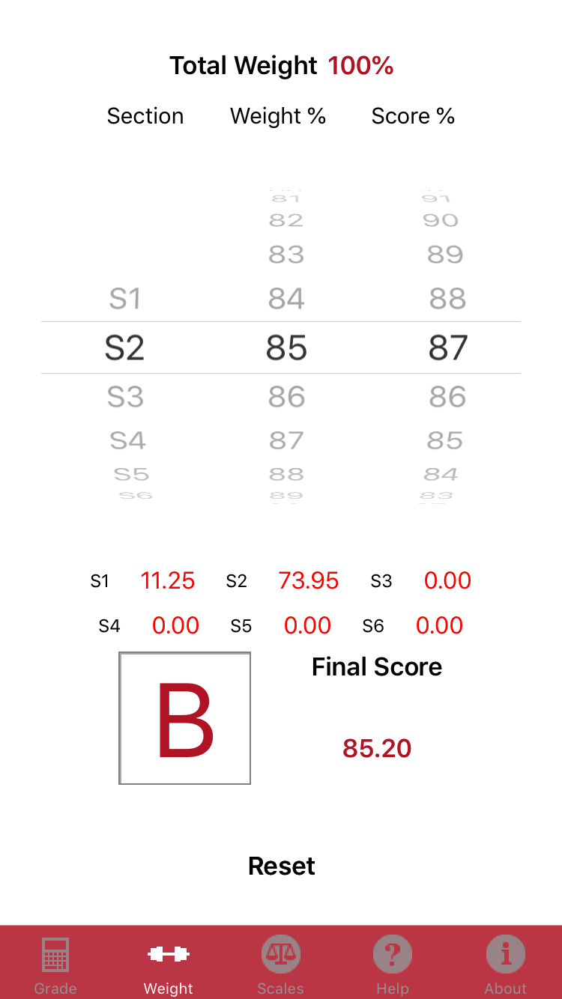 Total Weight 100%
Section Weight % Score %
81 91
82 90
83 89
S1 84 88
S2 85 87
S3 86 86
S4 87 85
S5 88 84
S6 89 83
S1 11.25 S2 73.95 S3 0.00
S4 0.00 S5 0.00 S6 0.00
B
Final Score
85.20
Reset
Grade Weight Scales Help About